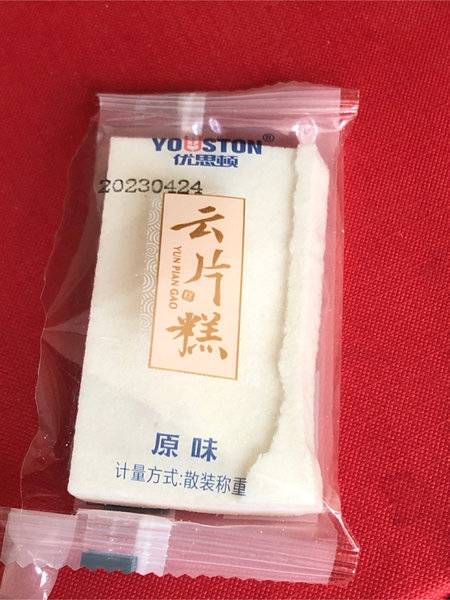 YOUSTON®
优思顿
20230424
云片糕
YUN PIAN GAO
原味
计量方式:散装称重